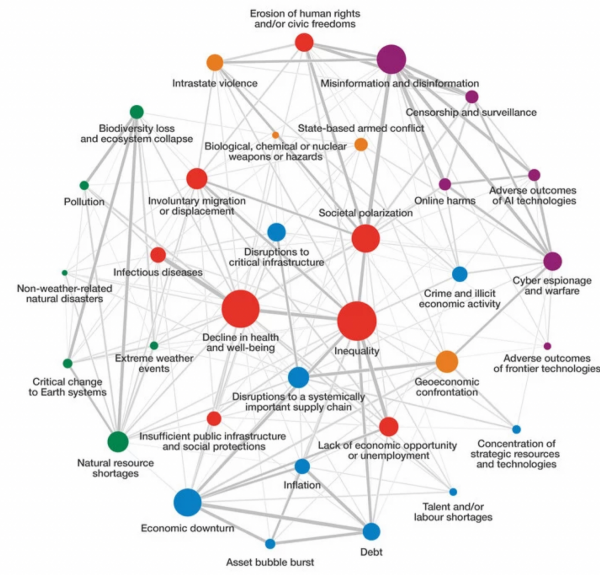 Erosion of human rights
and/or civic freedoms
Intrastate violence
Misinformation and disinformation
Censorship and surveillance
Biodiversity loss
and ecosystem collapse
State-based armed conflict
Biological, chemical or nuclear
weapons or hazards
Pollution
Involuntary migration
or displacement
Societal polarization
Online harms
Adverse outcomes
of AI technologies
Disruptions to
critical infrastructure
Infectious diseases
Non-weather-related
natural disasters
Crime and illicit
economic activity
Cyber espionage
and warfare
Decline in health
and well-being
Inequality
Extreme weather
events
Adverse outcomes
of frontier technologies
Critical change
to Earth systems
Geoeconomic
confrontation
Disruptions to a systemically
important supply chain
Insufficient public infrastructure
and social protections
Lack of economic opportunity
or unemployment
Concentration of
strategic resources
and technologies
Natural resource
shortages
Inflation
Talent and/or
labour shortages
Economic downturn
Debt
Asset bubble burst